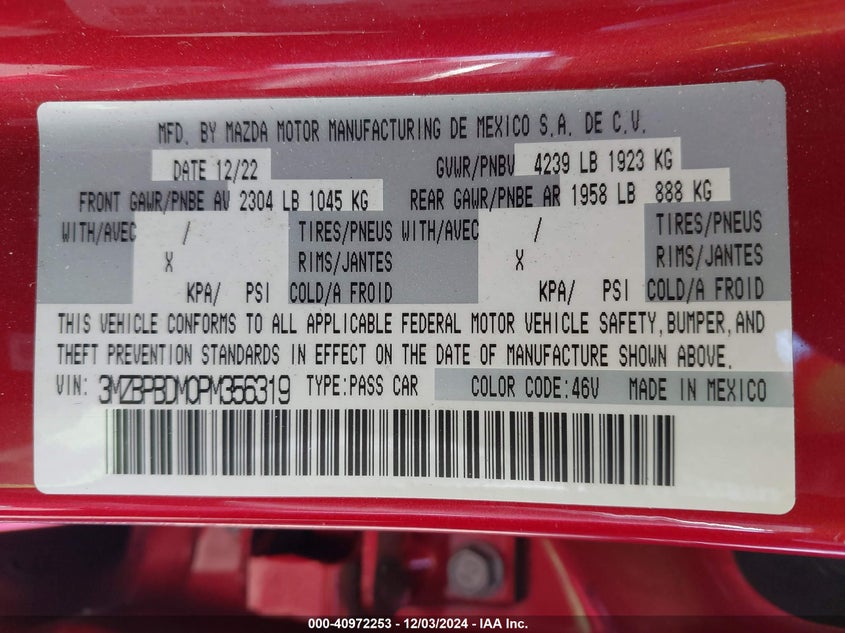 MFD. BY MAZDA MOTOR MANUFACTURING DE MEXICO S.A. DE C.V.
DATE 12/22 GVWR/PNBV 4239 LB 1923 KG
FRONT GAWR/PNBE AV 2304 LB 1045 KG REAR GAWR/PNBE AR 1958 LB 888 KG
WITH/AVEC / TIRES/PNEUS WITH/AVEC / TIRES/PNEUS
X RIMS/JANTES X RIMS/JANTES
KPA/ PSI COLD/A FROID KPA/ PSI COLD/A FROID
THIS VEHICLE CONFORMS TO ALL APPLICABLE FEDERAL MOTOR VEHICLE SAFETY, BUMPER, AND
THEFT PREVENTION STANDARDS IN EFFECT ON THE DATE OF MANUFACTURE SHOWN ABOVE.
VIN: 3MZBPBDM0PM356319 TYPE:PASS CAR COLOR CODE:46V MADE IN MEXICO
000-40972253 - 12/03/2024 - IAA Inc.